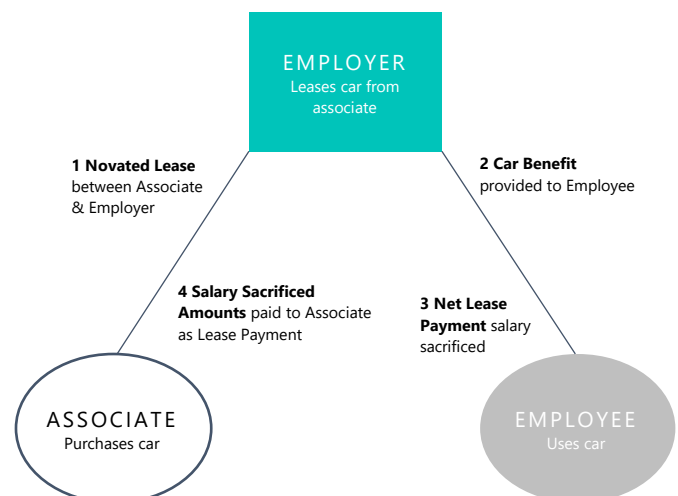 EMPLOYER
Leases car from
associate
1 Novated Lease
between Associate
& Employer
2 Car Benefit
provided to Employee
4 Salary Sacrificed
Amounts paid to Associate
as Lease Payment
3 Net Lease
Payment salary
sacrificed
ASSOCIATE
Purchases car
EMPLOYEE
Uses car